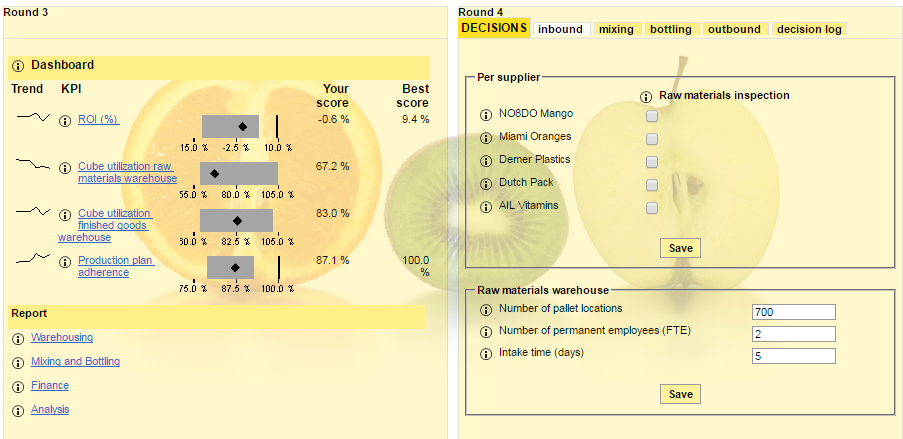 Round 3
Dashboard
Trend KPI Your score Best score
ROI (%) -0.6 % 9.4 %
15.0 % -2.5 % 10.0 %
Cube utilization raw materials warehouse 67.2 %
55.0 % 80.0 % 105.0 %
Cube utilization finished goods warehouse 83.0 %
30.0 % 82.5 % 105.0 %
Production plan adherence 87.1 % 100.0 %
75.0 % 87.5 % 100.0 %
Report
Warehousing
Mixing and Bottling
Finance
Analysis
Round 4
DECISIONS inbound mixing bottling outbound decision log
Per supplier
Raw materials inspection
NO8DO Mango
Miami Oranges
Demer Plastics
Dutch Pack
AIL Vitamins
Save
Raw materials warehouse
Number of pallet locations 700
Number of permanent employees (FTE) 2
Intake time (days) 5
Save